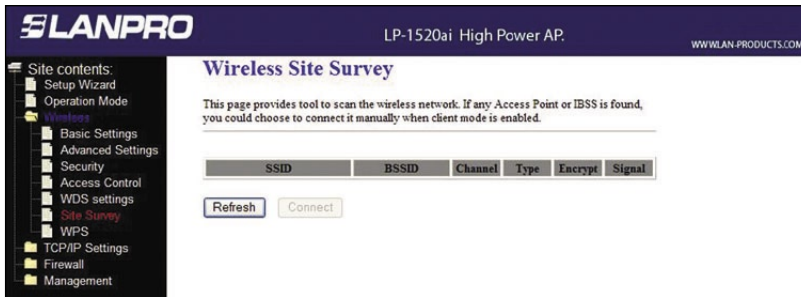 LANPRO
LP-1520ai High Power AP.
WWW.LAN-PRODUCTS.COM
Site contents:
Setup Wizard
Operation Mode
Wireless
Basic Settings
Advanced Settings
Security
Access Control
WDS settings
Site Survey
WPS
TCP/IP Settings
Firewall
Management
Wireless Site Survey
This page provides tool to scan the wireless network. If any Access Point or IBSS is found,
you could choose to connect it manually when client mode is enabled.
SSID BSSID Channel Type Encrypt Signal
Refresh Connect